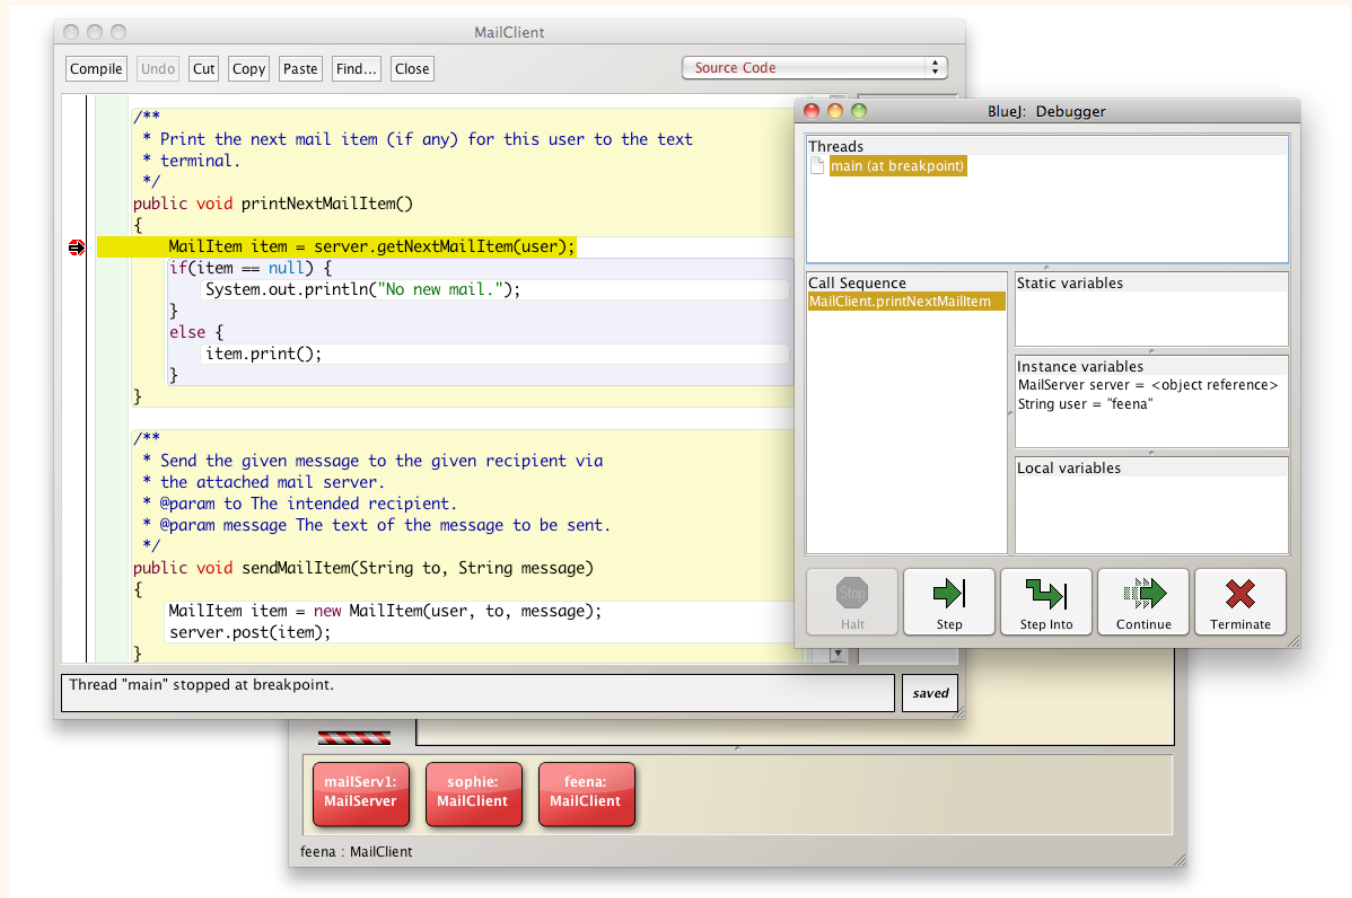 MailClient
Compile Undo Cut Copy Paste Find... Close Source Code
/**
 * Print the next mail item (if any) for this user to the text
 * terminal.
 */
public void printNextMailItem()
{
    MailItem item = server.getNextMailItem(user);
    if(item == null) {
        System.out.println("No new mail.");
    }
    else {
        item.print();
    }
}
/**
 * Send the given message to the given recipient via
 * the attached mail server.
 * @param to The intended recipient.
 * @param message The text of the message to be sent.
 */
public void sendMailItem(String to, String message)
{
    MailItem item = new MailItem(user, to, message);
    server.post(item);
}
Thread "main" stopped at breakpoint.
saved
BlueJ: Debugger
Threads
main (at breakpoint)
Call Sequence
MailClient.printNextMailItem
Static variables
Instance variables
MailServer server = <object reference>
String user = "feena"
Local variables
Stop
Halt Step Step Into Continue Terminate
mailServ1:
MailServer
sophie:
MailClient
feena:
MailClient
feena : MailClient